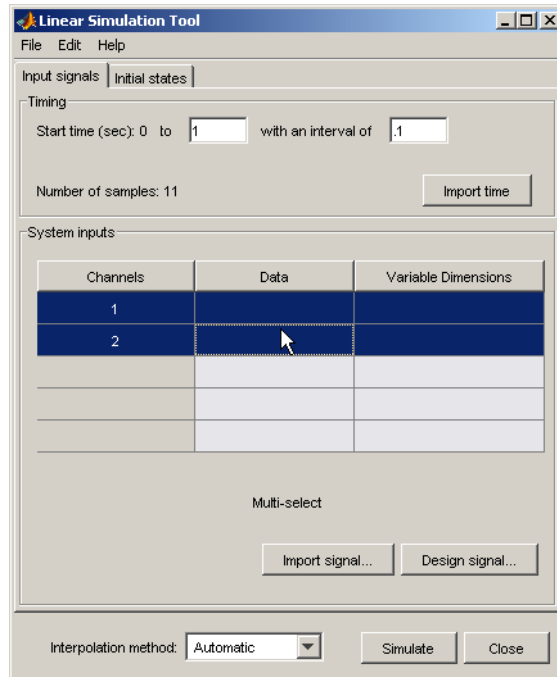 Linear Simulation Tool
File Edit Help
Input signals Initial states
Timing
Start time (sec): 0 to 1 with an interval of .1
Number of samples: 11 Import time
System inputs
Channels Data Variable Dimensions
1
2
Multi-select
Import signal... Design signal...
Interpolation method: Automatic Simulate Close